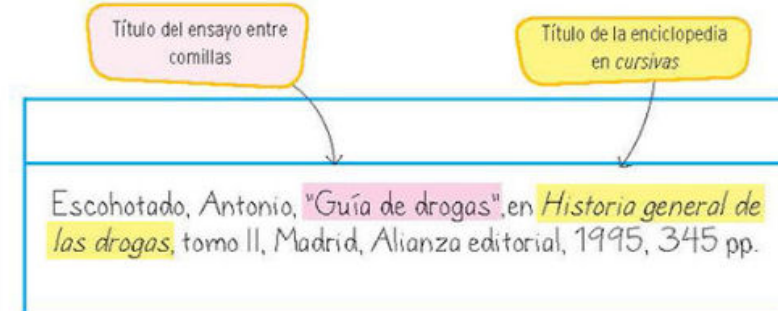 Título del ensayo entre
comillas
Título de la enciclopedia
en cursivas
Escohotado, Antonio, "Guía de drogas",en Historia general de
las drogas, tomo II, Madrid, Alianza editorial, 1995, 345 pp.